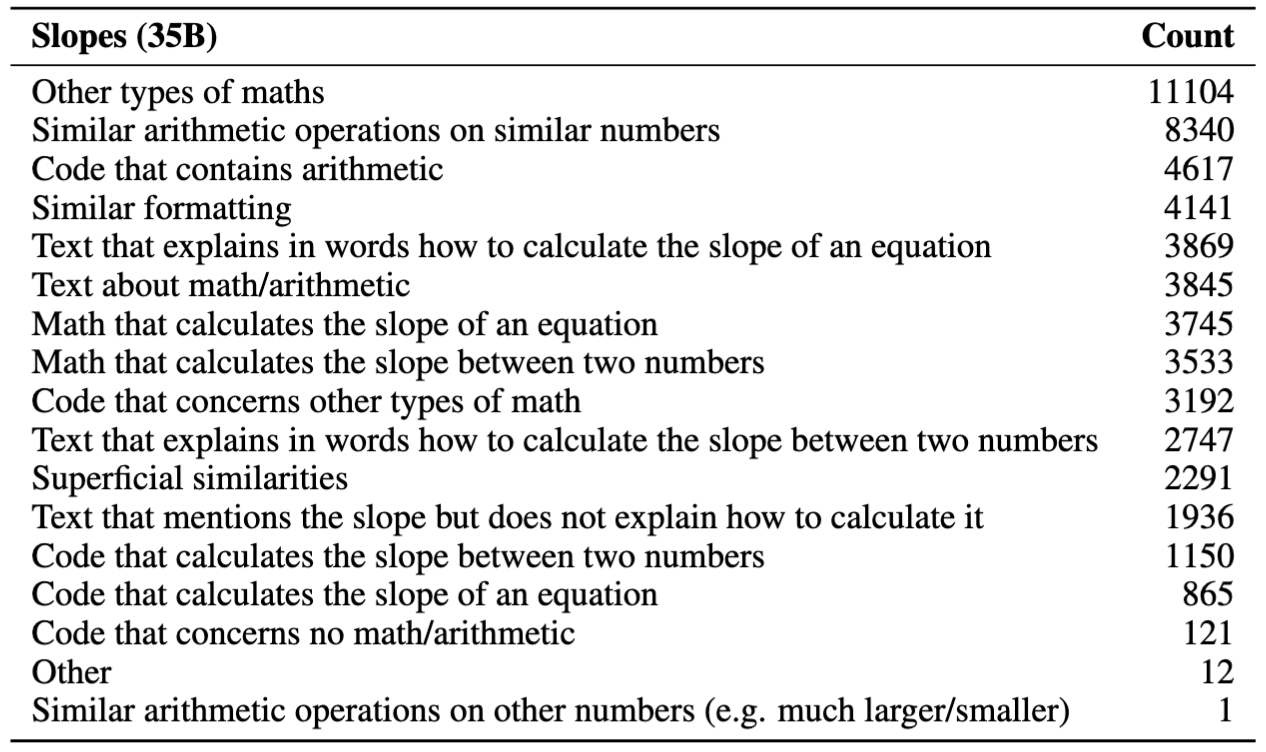 Slopes (35B) Count
Other types of maths 11104
Similar arithmetic operations on similar numbers 8340
Code that contains arithmetic 4617
Similar formatting 4141
Text that explains in words how to calculate the slope of an equation 3869
Text about math/arithmetic 3845
Math that calculates the slope of an equation 3745
Math that calculates the slope between two numbers 3533
Code that concerns other types of math 3192
Text that explains in words how to calculate the slope between two numbers 2747
Superficial similarities 2291
Text that mentions the slope but does not explain how to calculate it 1936
Code that calculates the slope between two numbers 1150
Code that calculates the slope of an equation 865
Code that concerns no math/arithmetic 121
Other 12
Similar arithmetic operations on other numbers (e.g. much larger/smaller) 1